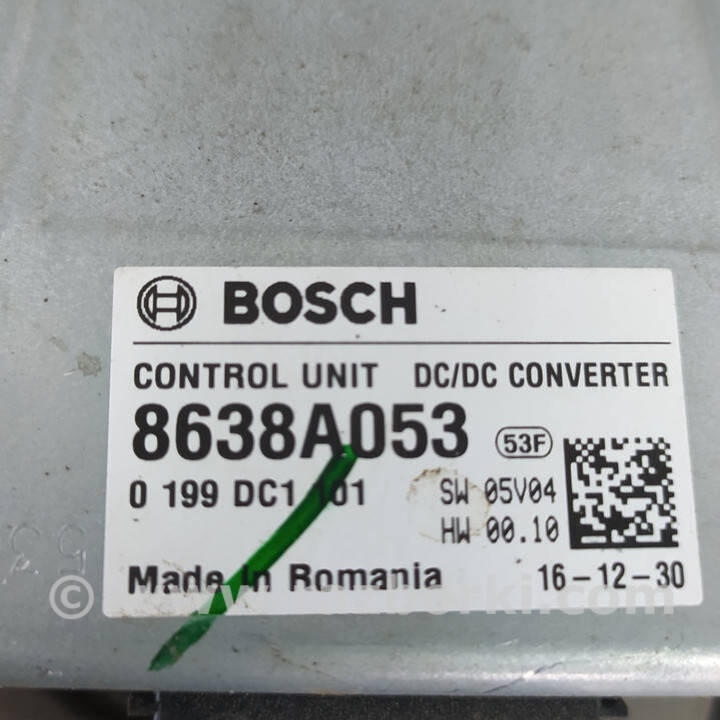 BOSCH
CONTROL UNIT DC/DC CONVERTER
8638A053 53F
0 199 DC1 101 SW 05V04
HW 00.10
Made in Romania 16-12-30